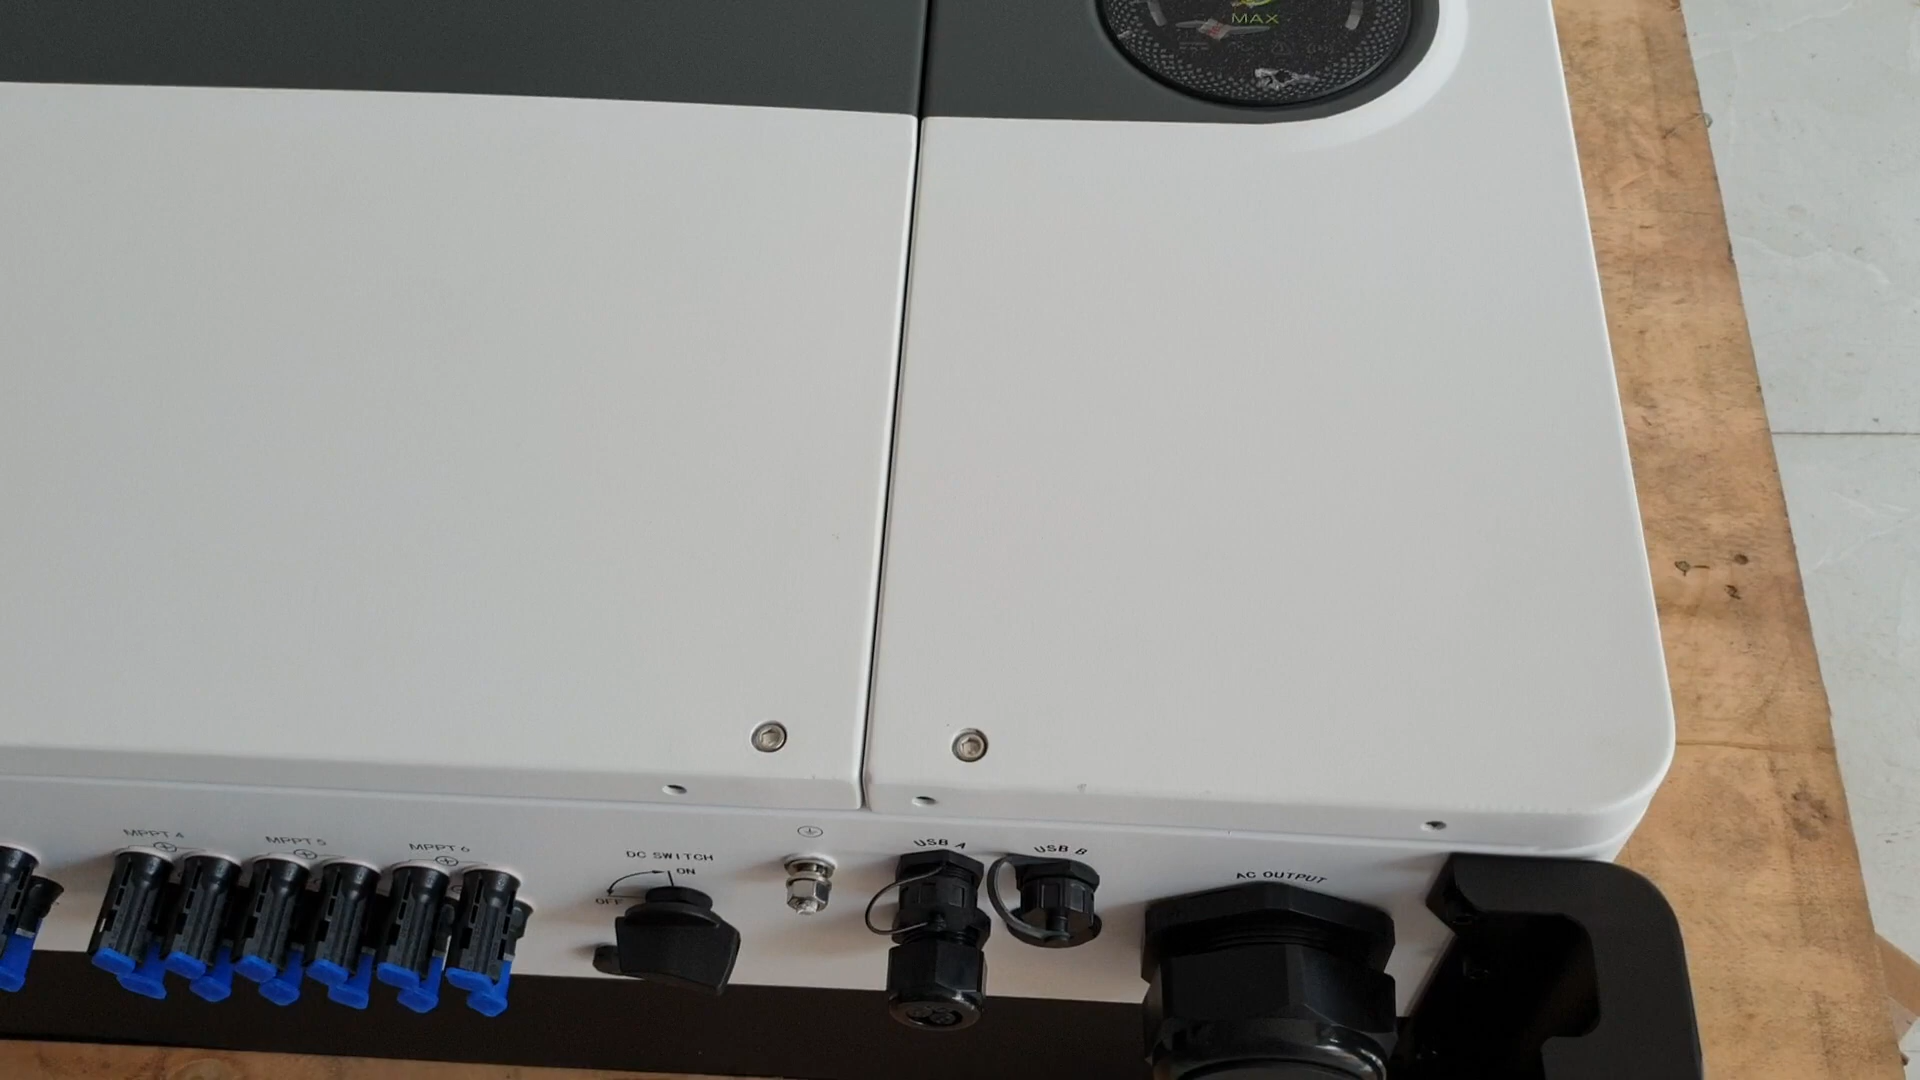 MAX
MPPT 4
MPPT 5
MPPT 6
DC SWITCH
ON
OFF
USB A
USB B
AC OUTPUT